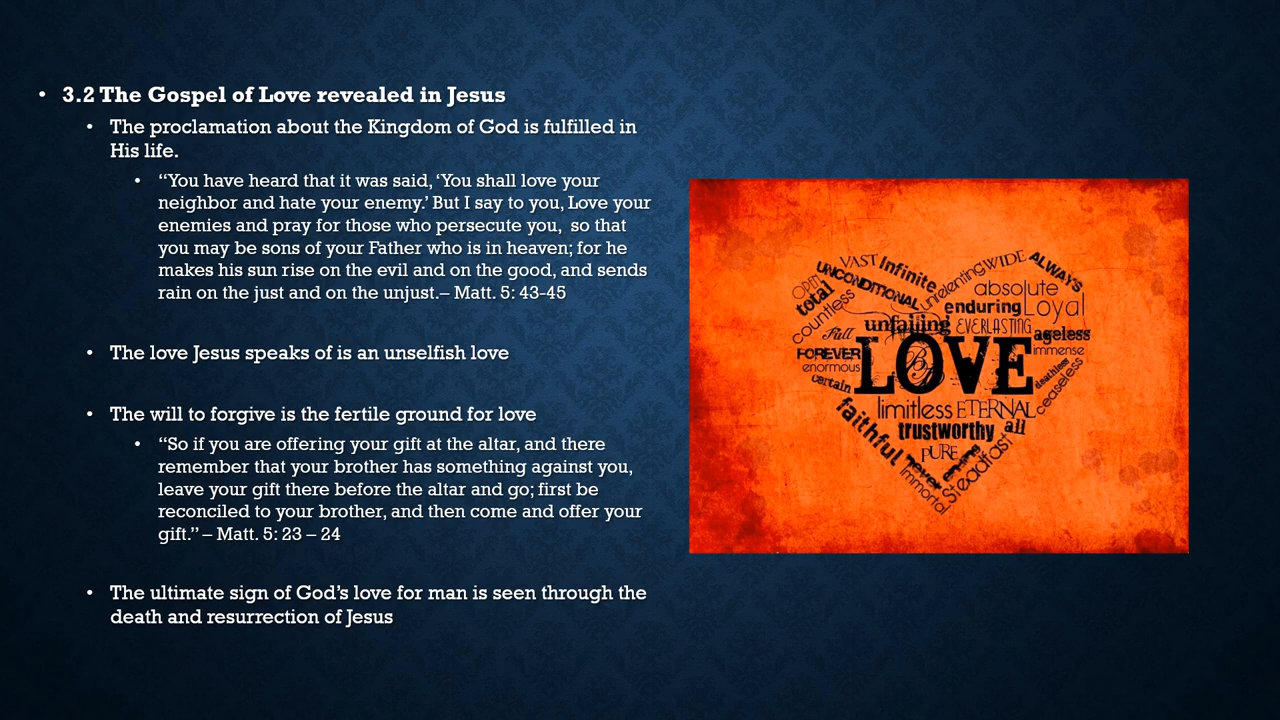 • 3.2 The Gospel of Love revealed in Jesus
• The proclamation about the Kingdom of God is fulfilled in
His life.
• “You have heard that it was said, ‘You shall love your
neighbor and hate your enemy.’ But I say to you, Love your
enemies and pray for those who persecute you,  so that
you may be sons of your Father who is in heaven; for he
makes his sun rise on the evil and on the good, and sends
rain on the just and on the unjust.– Matt. 5: 43-45
• The love Jesus speaks of is an unselfish love
• The will to forgive is the fertile ground for love
• “So if you are offering your gift at the altar, and there
remember that your brother has something against you,
leave your gift there before the altar and go; first be
reconciled to your brother, and then come and offer your
gift.” – Matt. 5: 23 – 24
• The ultimate sign of God’s love for man is seen through the
death and resurrection of Jesus
VAST Infinite
unrelenting WIDE ALWAYS
OPEN UNCONDITIONAL
total
absolute
countless
enduring Loyal
Full unfailing EVERLASTING ageless
FOREVER
LOVE
immense
enormous
deathless
certain
ceaseless
limitless ETERNAL
faithful
trustworthy all
PURE
never ending
Steadfast
immortal